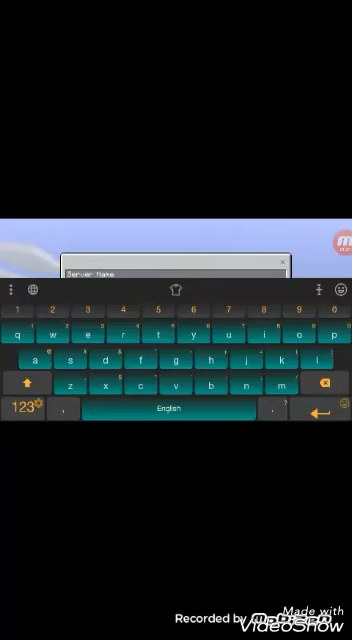 Server Name
1 2 3 4 5 6 7 8 9 0
q w e r t y u i o p
a s d f g h j k l
z x c v b n m
123 , English . ?
Made with
Recorded by
VideoShow